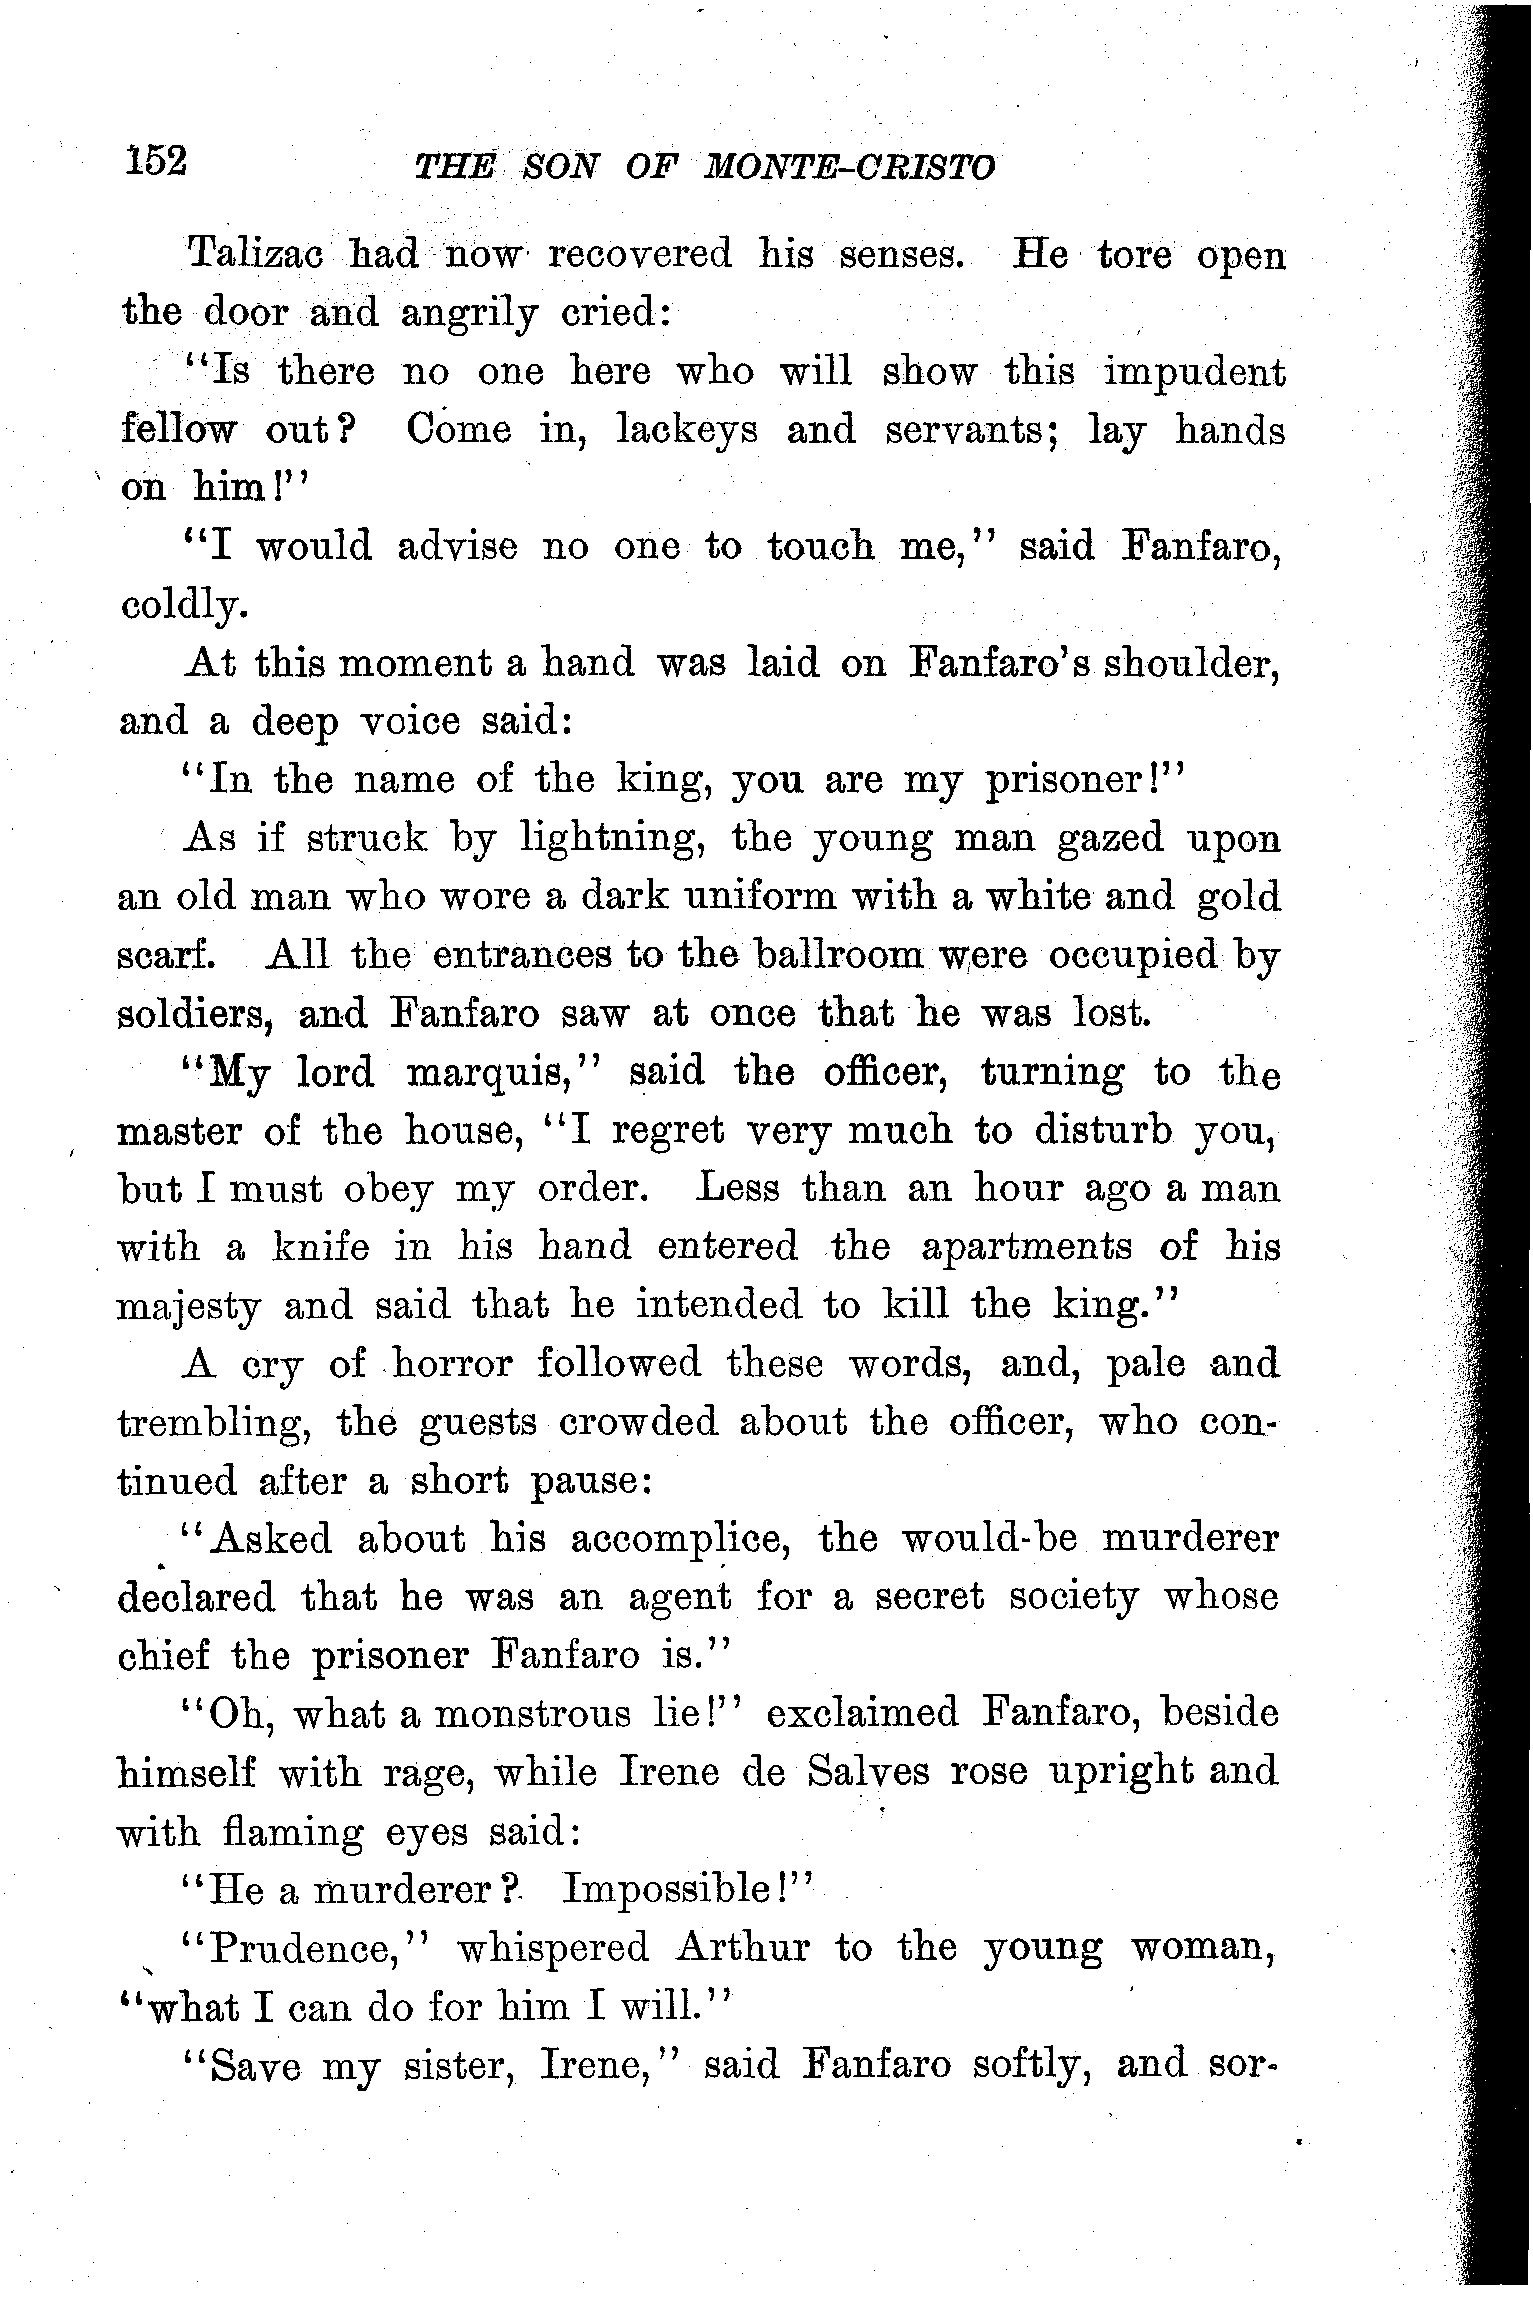 152 THE SON OF MONTE-CRISTO
Talizac had now recovered his senses. He tore open
the door and angrily cried:
"Is there no one here who will show this impudent
fellow out? Come in, lackeys and servants; lay hands
on him!"
"I would advise no one to touch me," said Fanfaro,
coldly.
At this moment a hand was laid on Fanfaro's shoulder,
and a deep voice said:
"In the name of the king, you are my prisoner!"
As if struck by lightning, the young man gazed upon
an old man who wore a dark uniform with a white and gold
scarf. All the entrances to the ballroom were occupied by
soldiers, and Fanfaro saw at once that he was lost.
"My lord marquis," said the officer, turning to the
master of the house, "I regret very much to disturb you,
but I must obey my order. Less than an hour ago a man
with a knife in his hand entered the apartments of his
majesty and said that he intended to kill the king."
A cry of horror followed these words, and, pale and
trembling, the guests crowded about the officer, who con-
tinued after a short pause:
"Asked about his accomplice, the would-be murderer
declared that he was an agent for a secret society whose
chief the prisoner Fanfaro is."
"Oh, what a monstrous lie!" exclaimed Fanfaro, beside
himself with rage, while Irene de Salves rose upright and
with flaming eyes said:
"He a murderer? Impossible!"
"Prudence," whispered Arthur to the young woman,
"what I can do for him I will."
"Save my sister, Irene," said Fanfaro softly, and sor-